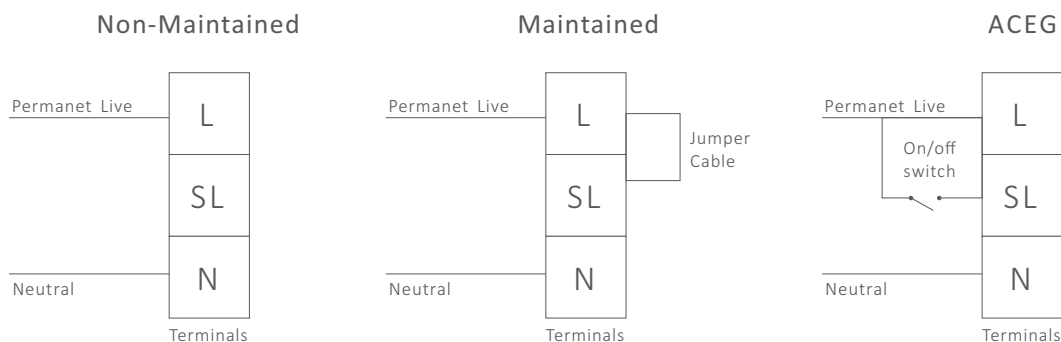 Non-Maintained
Permanet Live
L
SL
N
Neutral
Terminals
Maintained
Permanet Live
L
SL
N
Jumper
Cable
Neutral
Terminals
ACEG
Permanet Live
L
On/off
switch
SL
N
Neutral
Terminals